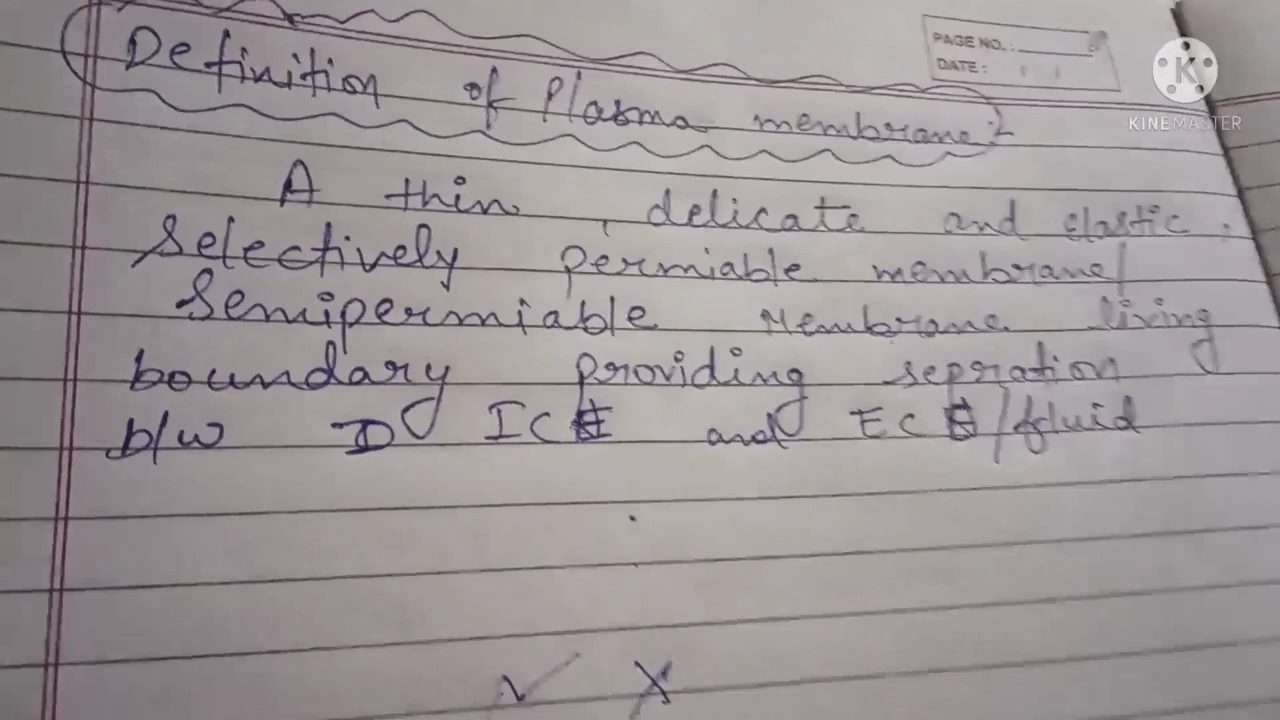 Definition of Plasma membrane:-
PAGE NO.:
DATE:
KINEMASTER
A thin, delicate and elastic.
Selectively permiable membrane/
Semipermiable Membrane living
boundary providing sepration
b/w IC and EC /fluid